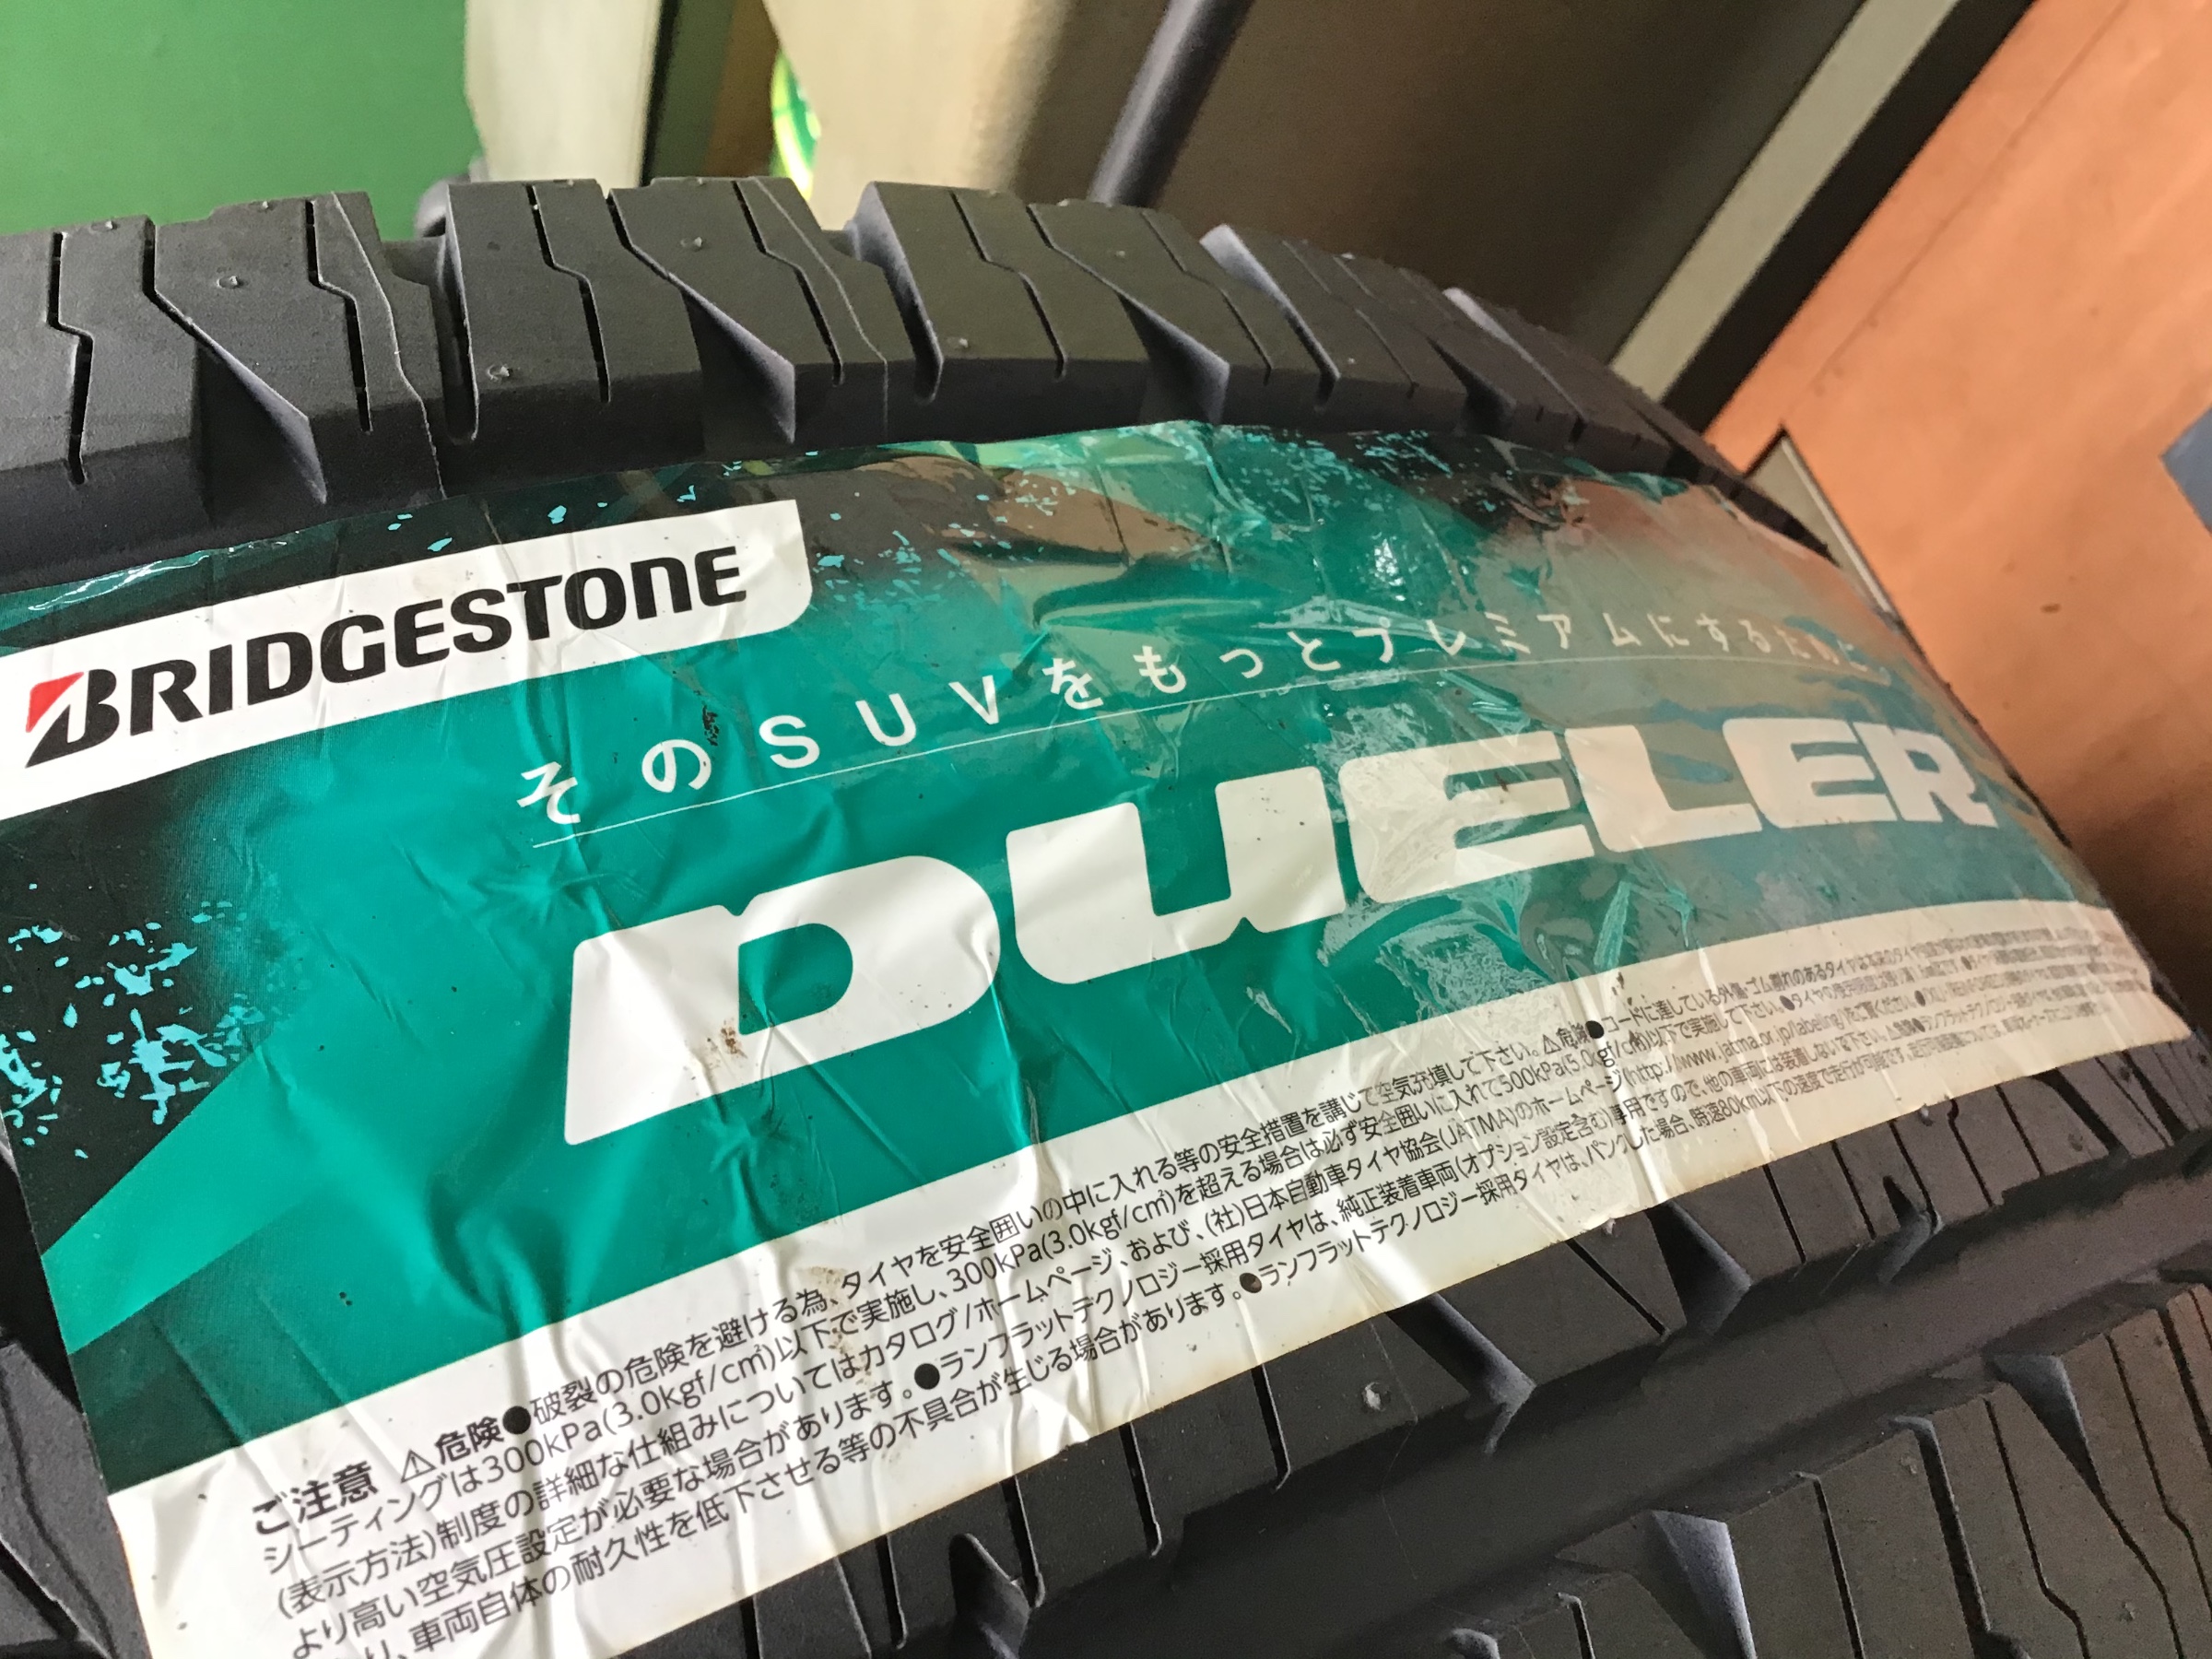 BRIDGESTONE
そのSUVをもっとプレミアムにするために
DUELER
ご注意 ⚠危険●破裂の危険を避ける為、タイヤを安全囲いの中に入れる等の安全措置を講じて空気充填して下さい。⚠危険●コードに達している外傷・ゴム割れのあるタイヤは
シーティングは300kPa(3.0kgf/cm²)以下で実施し、300kPa(3.0kgf/cm²)を超える場合は必ず安全囲いに入れて500kPa(5.0kgf/cm²)以下で実施して下さい。●タイヤの
(表示方法)制度の詳細な仕組みについてはカタログ/ホームページ、および、(社)日本自動車タイヤ協会(JATMA)のホームページ(http://www.jatma.or.jp/labeling/)をご覧ください。
より高い空気圧設定が必要な場合があります。●ランフラットテクノロジー採用タイヤは、純正装着車両(オプション設定含む)専用ですので、他の車両には装着しないで下さい。⚠危険●ランフラットテクノロジー
り、車両自体の耐久性を低下させる等の不具合が生じる場合があります。●ランフラットテクノロジー採用タイヤは、パンクした場合、時速80km以下の速度で走行が可能です。